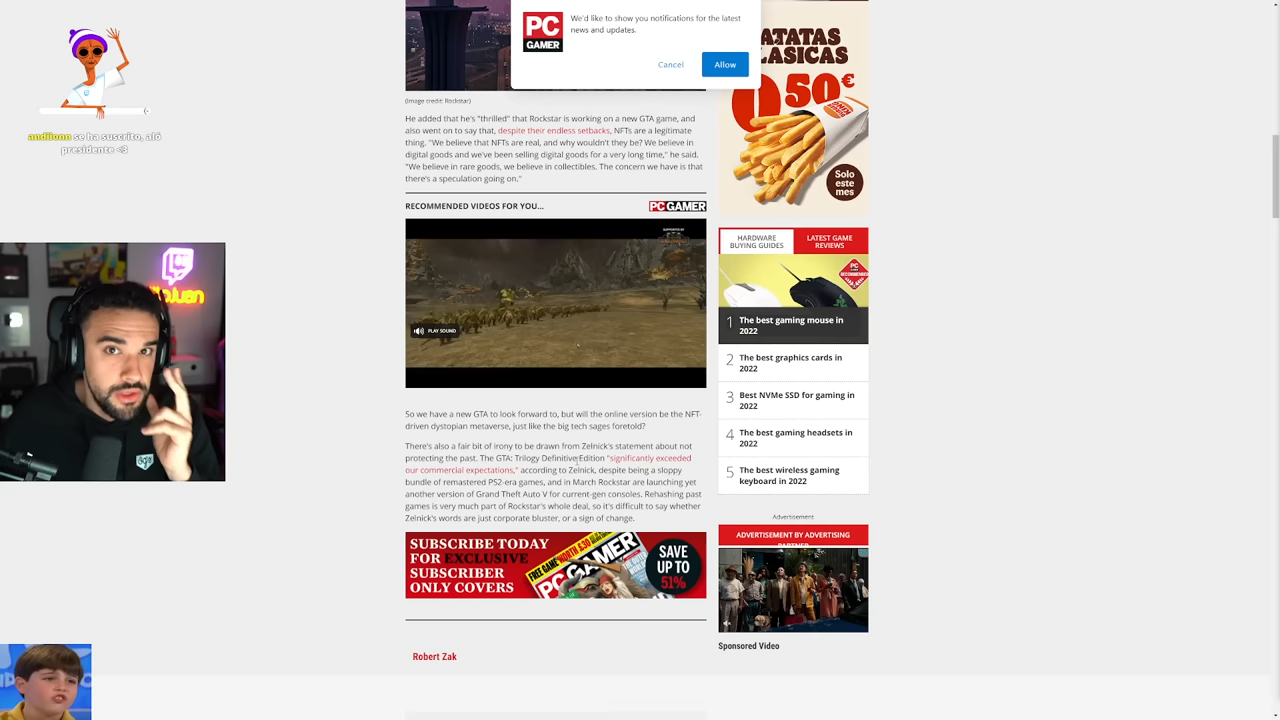 PC
GAMER
We'd like to show you notifications for the latest
news and updates.
Cancel
Allow
(Image credit: Rockstar)
He added that he's "thrilled" that Rockstar is working on a new GTA game, and
also went on to say that, despite their endless setbacks, NFTs are a legitimate
thing. "We believe that NFTs are real, and why wouldn't they be? We believe in
digital goods and we've been selling digital goods for a very long time," he said.
"We believe in rare goods, we believe in collectibles. The concern we have is that
there's a speculation going on."
RECOMMENDED VIDEOS FOR YOU...
PC GAMER
SUPPORTED BY
PLAY SOUND
So we have a new GTA to look forward to, but will the online version be the NFT-
driven dystopian metaverse, just like the big tech sages foretold?
There's also a fair bit of irony to be drawn from Zelnick's statement about not
protecting the past. The GTA: Trilogy Definitive Edition "significantly exceeded
our commercial expectations," according to Zelnick, despite being a sloppy
bundle of remastered PS2-era games, and in March Rockstar are launching yet
another version of Grand Theft Auto V for current-gen consoles. Rehashing past
games is very much part of Rockstar's whole deal, so it's difficult to say whether
Zelnick's words are just corporate bluster, or a sign of change.
SUBSCRIBE TODAY
FOR EXCLUSIVE
SUBSCRIBER
ONLY COVERS
FREE GAME WORTH £30
PC GAMER
SAVE
UP TO
51%
Robert Zak
ATATAS
LASICAS
0,50€
Solo
este
mes
HARDWARE
BUYING GUIDES
LATEST GAME
REVIEWS
1 The best gaming mouse in
2022
2 The best graphics cards in
2022
3 Best NVMe SSD for gaming in
2022
4 The best gaming headsets in
2022
5 The best wireless gaming
keyboard in 2022
Advertisement
ADVERTISEMENT BY ADVERTISING
PARTNER
Sponsored Video
audiionn se ha suscrito, aló
presidente <3